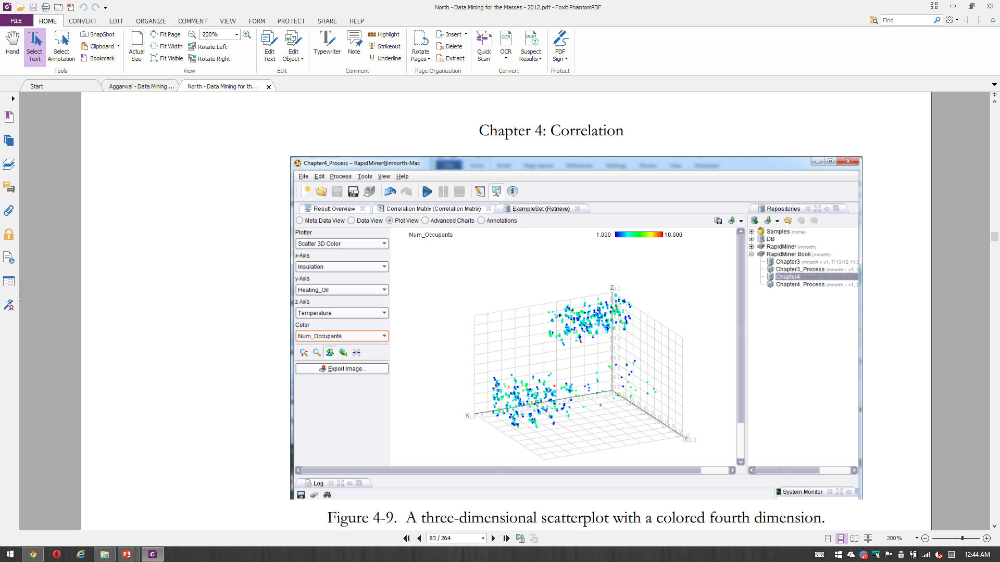 North - Data Mining for the Masses - 2012.pdf - Foxit PhantomPDF
FILE HOME CONVERT EDIT ORGANIZE COMMENT VIEW FORM PROTECT SHARE HELP
Find
Hand
Select Text
Select Annotation
SnapShot
Clipboard
Bookmark
Tools
Actual Size
Fit Page
Fit Width
Fit Visible
200%
Rotate Left
Rotate Right
View
Edit Text
Edit Object
Edit
Typewriter
Note
Highlight
Strikeout
Underline
Comment
Rotate Pages
Insert
Delete
Extract
Page Organization
Quick Scan
OCR
Suspect Results
Convert
PDF Sign
Protect
Start
Aggarwal - Data Mining ...
North - Data Mining for th...
Chapter 4: Correlation
Chapter4_Process – RapidMiner@mnorth-Mac
File Edit Process Tools View Help
Result Overview
Correlation Matrix (Correlation Matrix)
ExampleSet (Retrieve)
Repositories
Meta Data View Data View Plot View Advanced Charts Annotations
Plotter
Scatter 3D Color
x-Axis
Insulation
y-Axis
Heating_Oil
z-Axis
Temperature
Color
Num_Occupants
Export Image...
Num_Occupants
1.000
10.000
Z
X
Y
Samples (none)
DB
RapidMiner (mnorth)
RapidMiner Book (mnorth)
Chapter3 (mnorth - v1, 7/13/12 11:2
Chapter3_Process (mnorth - v1, 7
Chapter4
Chapter4_Process (mnorth - v1, 7
Log
System Monitor
Figure 4-9. A three-dimensional scatterplot with a colored fourth dimension.
83 / 264
200%
12:44 AM